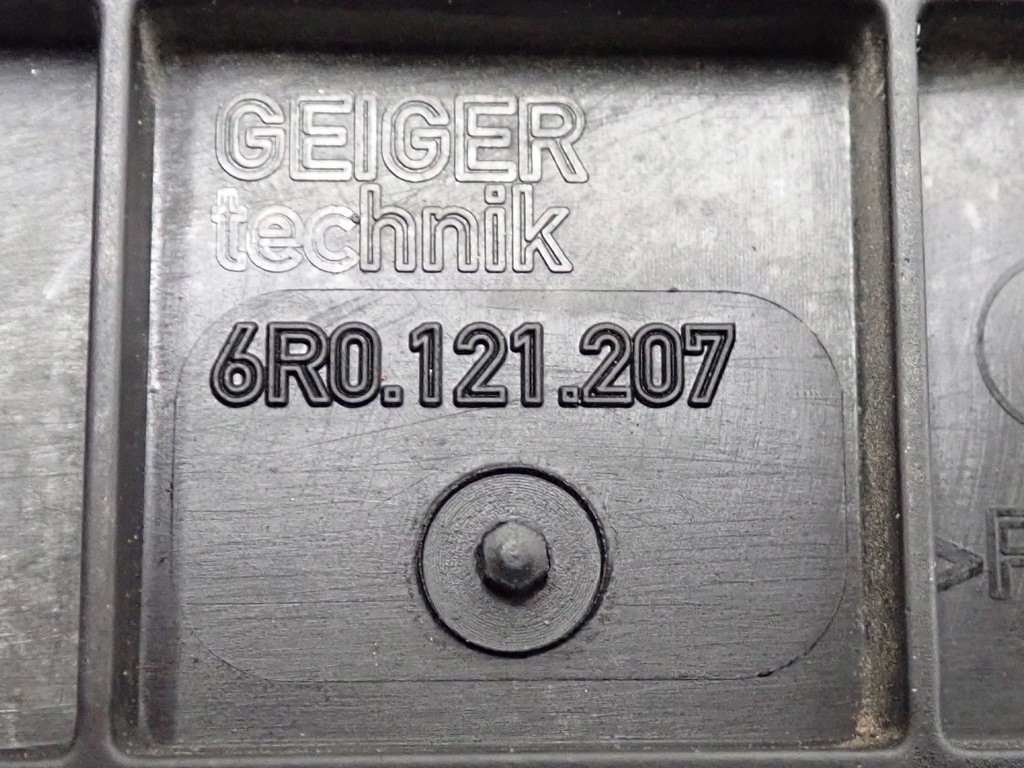 GEIGER
technik
6R0.121.207
>P